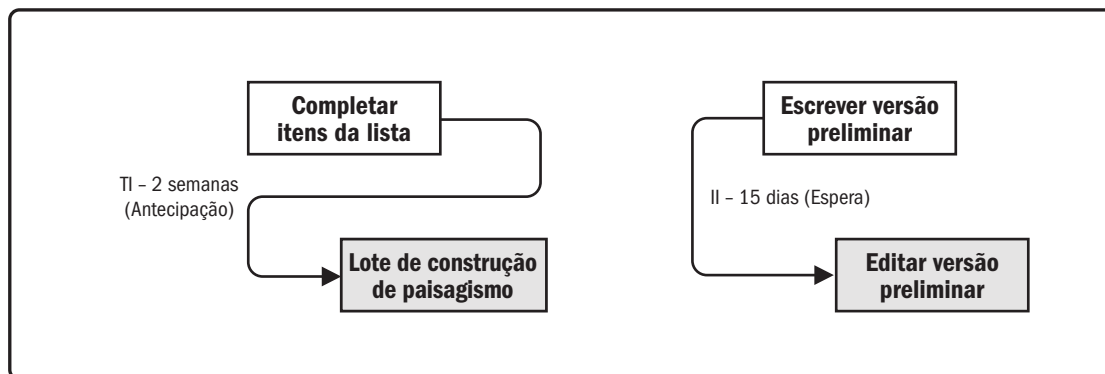 Completar
itens da lista
TI – 2 semanas
(Antecipação)
Lote de construção
de paisagismo
Escrever versão
preliminar
II – 15 dias (Espera)
Editar versão
preliminar